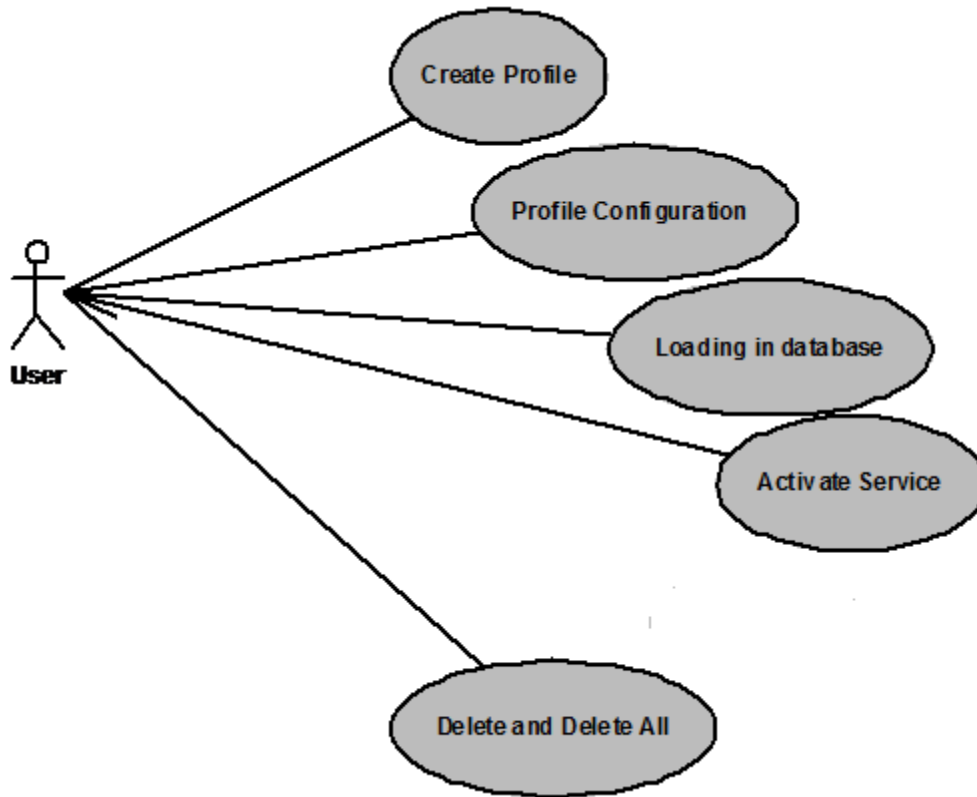 Create Profile
Profile Configuration
Loading in database
User
Activate Service
Delete and Delete All